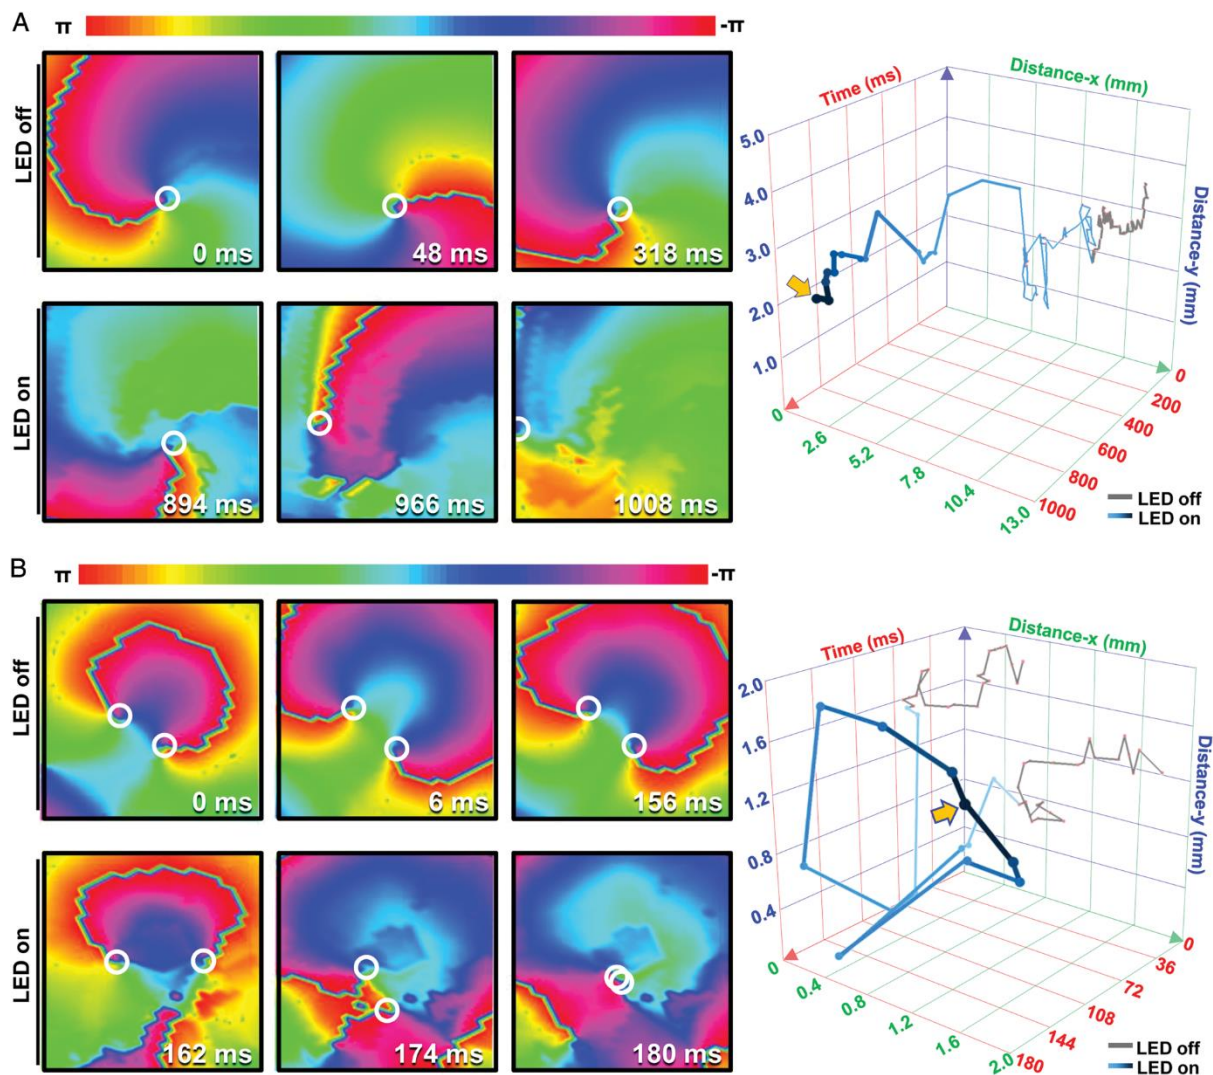 A
π
-π
LED off
0 ms
48 ms
318 ms
LED on
894 ms
966 ms
1008 ms
Time (ms)
Distance-x (mm)
Distance-y (mm)
5.0
4.0
3.0
2.0
1.0
0
2.6
5.2
7.8
10.4
13.0
0
200
400
600
800
1000
LED off
LED on
B
π
-π
LED off
0 ms
6 ms
156 ms
LED on
162 ms
174 ms
180 ms
Time (ms)
Distance-x (mm)
Distance-y (mm)
2.0
1.6
1.2
0.8
0.4
0
0.4
0.8
1.2
1.6
2.0
0
36
72
108
144
180
LED off
LED on